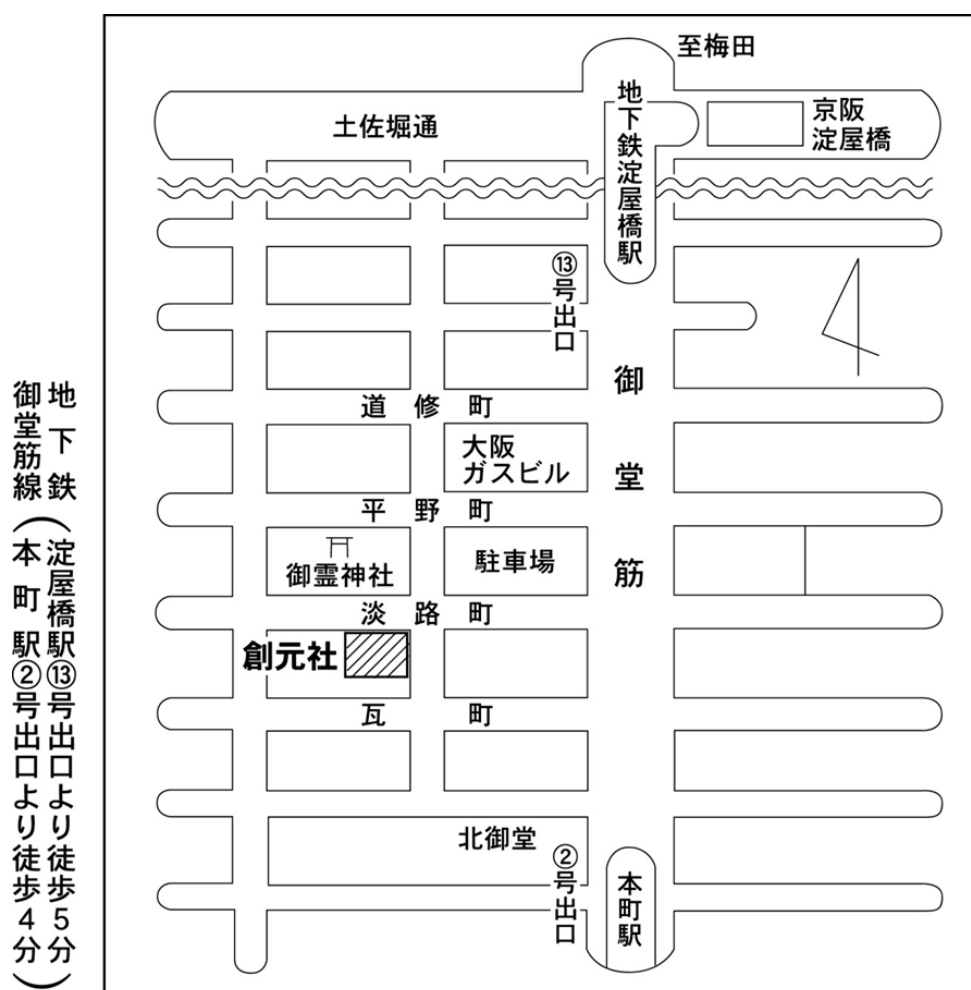 至梅田
地下鉄淀屋橋駅
京阪
淀屋橋
土佐堀通
⑬号出口
御堂筋
道修町
大阪
ガスビル
平野町
御霊神社
駐車場
淡路町
創元社
瓦町
北御堂
②号出口
本町駅
地下鉄
御堂筋線
(淀屋橋駅⑬号出口より徒歩5分
本町駅②号出口より徒歩4分)